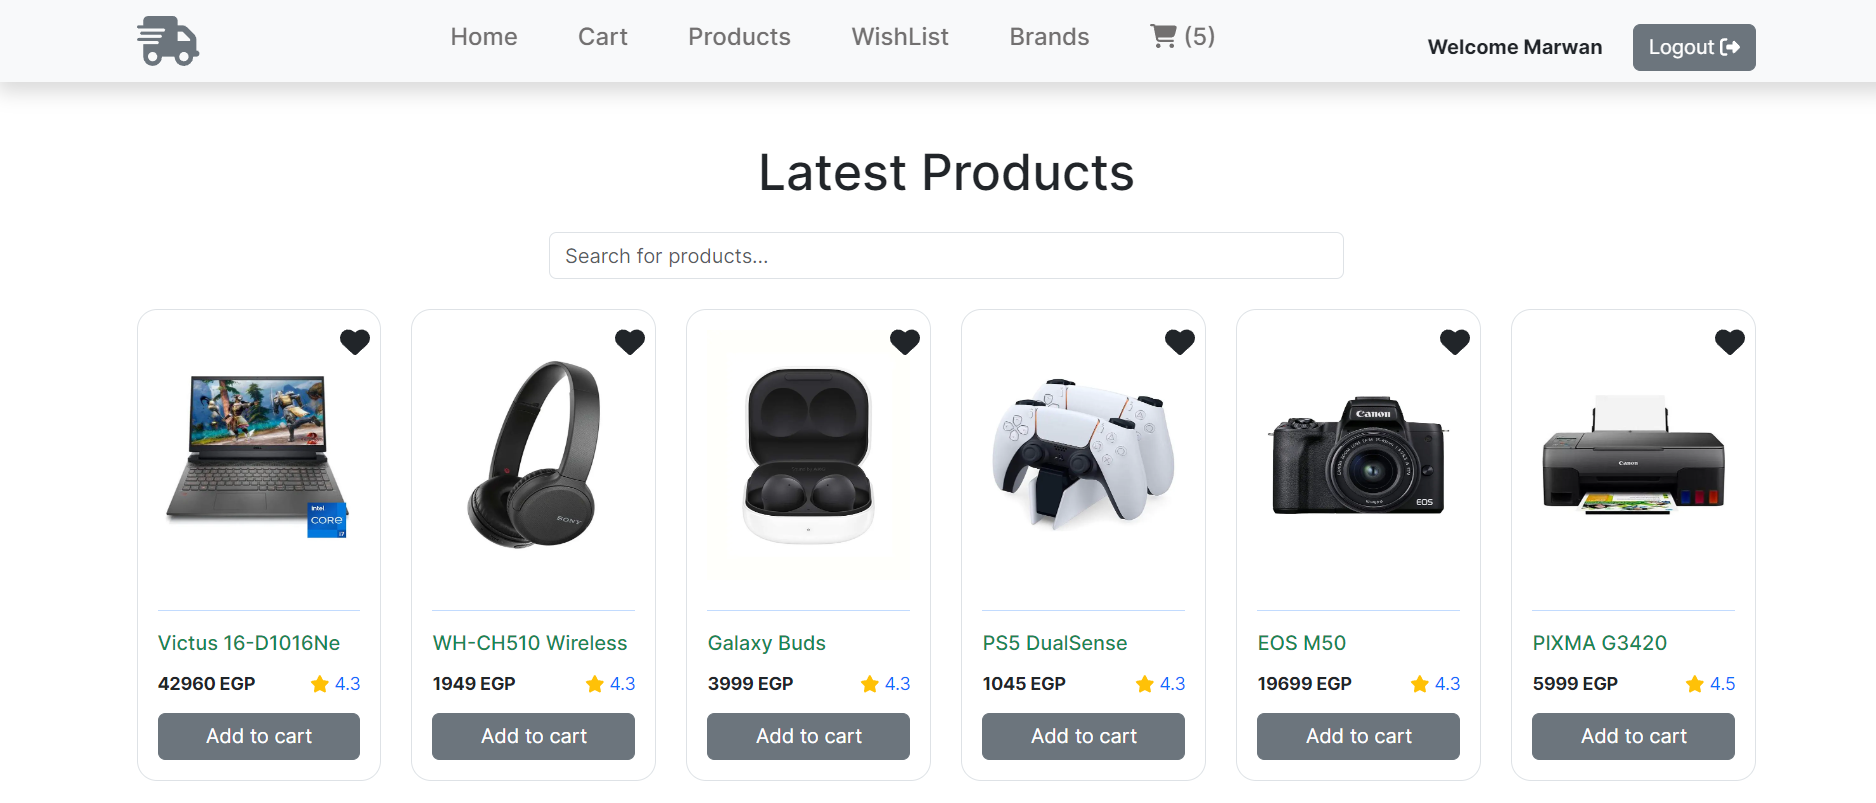 Home Cart Products WishList Brands (5) Welcome Marwan Logout
Latest Products
Search for products...
intel
CORE
i7
SONY
Canon
EOS
Canon
Victus 16-D1016Ne WH-CH510 Wireless Galaxy Buds PS5 DualSense EOS M50 PIXMA G3420
42960 EGP 4.3 1949 EGP 4.3 3999 EGP 4.3 1045 EGP 4.3 19699 EGP 4.3 5999 EGP 4.5
Add to cart Add to cart Add to cart Add to cart Add to cart Add to cart